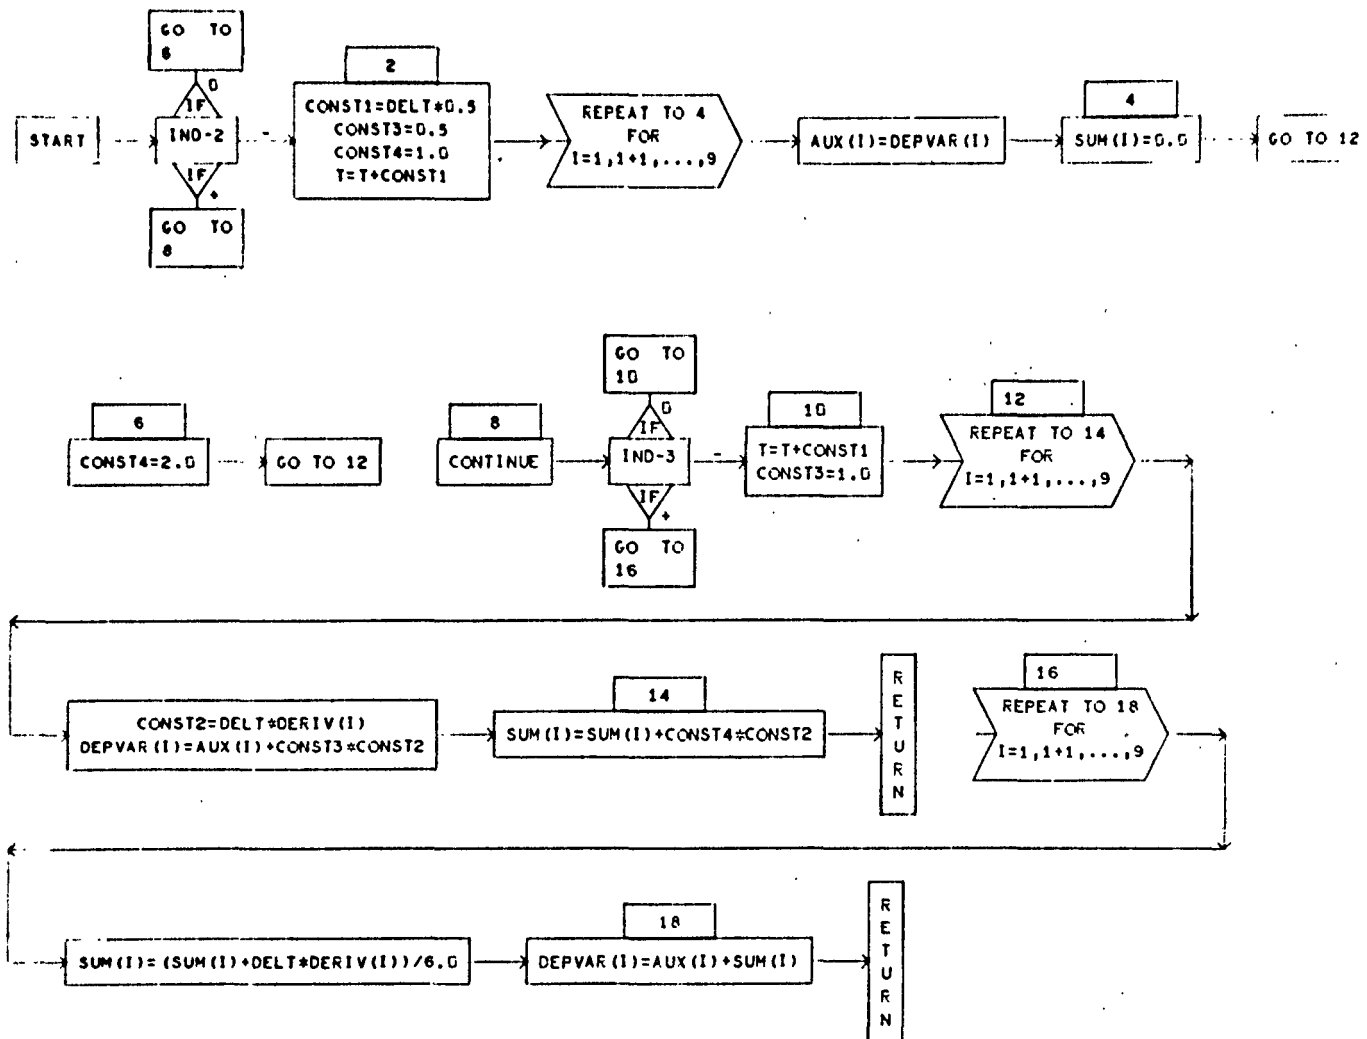 GO TO
6
0
IF
START
IND-2
-
IF
+
GO TO
8
2
CONST1=DELT*0.5
CONST3=0.5
CONST4=1.0
T=T+CONST1
REPEAT TO 4
FOR
I=1,1+1,...,9
AUX(I)=DEPVAR(I)
4
SUM(I)=0.0
GO TO 12
6
CONST4=2.0
GO TO 12
8
CONTINUE
GO TO
10
0
IF
IND-3
-
IF
+
GO TO
16
10
T=T+CONST1
CONST3=1.0
12
REPEAT TO 14
FOR
I=1,1+1,...,9
CONST2=DELT*DERIV(I)
DEPVAR(I)=AUX(I)+CONST3*CONST2
14
SUM(I)=SUM(I)+CONST4*CONST2
RETURN
16
REPEAT TO 18
FOR
I=1,1+1,...,9
SUM(I)=(SUM(I)+DELT*DERIV(I))/6.0
18
DEPVAR(I)=AUX(I)+SUM(I)
RETURN